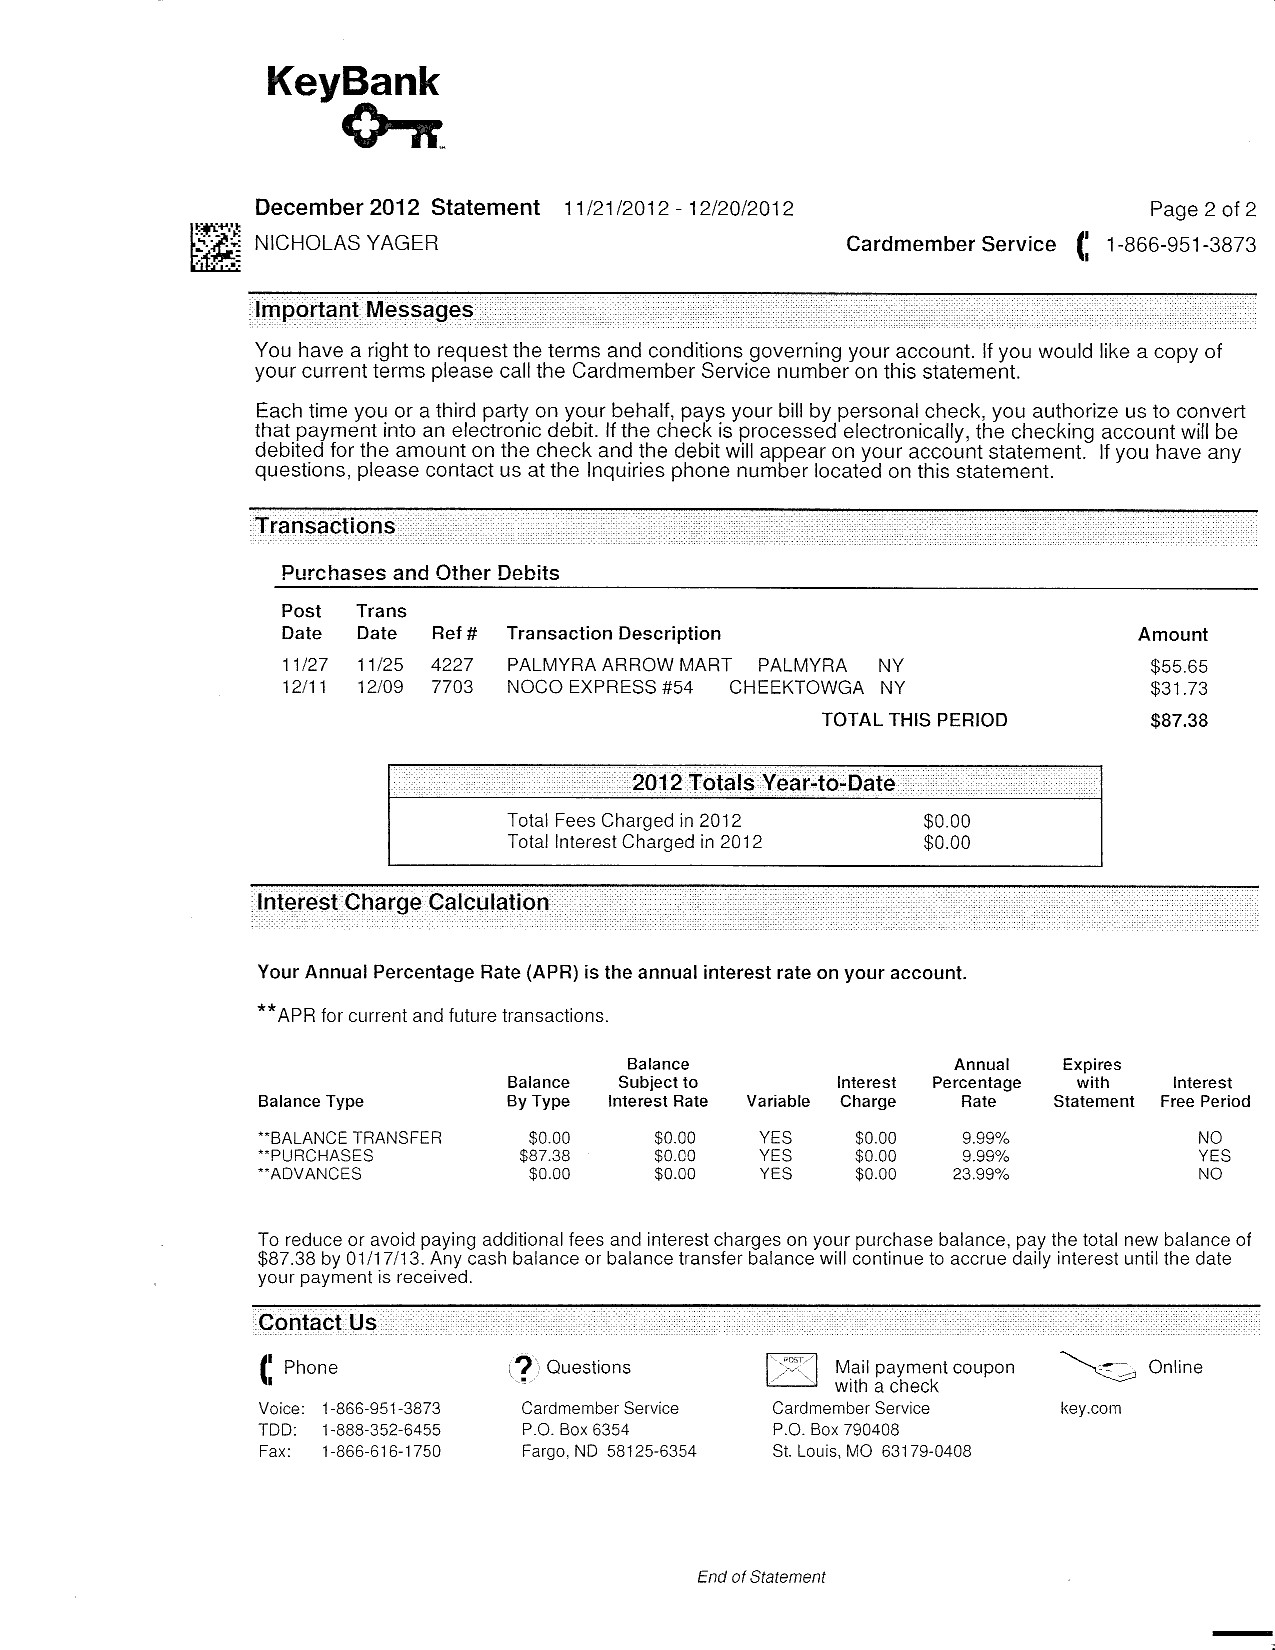 KeyBank
December 2012 Statement 11/21/2012 - 12/20/2012 Page 2 of 2
NICHOLAS YAGER Cardmember Service 1-866-951-3873
Important Messages
You have a right to request the terms and conditions governing your account. If you would like a copy of
your current terms please call the Cardmember Service number on this statement.
Each time you or a third party on your behalf, pays your bill by personal check, you authorize us to convert
that payment into an electronic debit. If the check is processed electronically, the checking account will be
debited for the amount on the check and the debit will appear on your account statement. If you have any
questions, please contact us at the Inquiries phone number located on this statement.
Transactions
Purchases and Other Debits
Post Trans
Date Date Ref # Transaction Description Amount
11/27 11/25 4227 PALMYRA ARROW MART PALMYRA NY $55.65
12/11 12/09 7703 NOCO EXPRESS #54 CHEEKTOWGA NY $31.73
TOTAL THIS PERIOD $87.38
2012 Totals Year-to-Date
Total Fees Charged in 2012 $0.00
Total Interest Charged in 2012 $0.00
Interest Charge Calculation
Your Annual Percentage Rate (APR) is the annual interest rate on your account.
**APR for current and future transactions.
Balance Annual Expires
Balance Subject to Interest Percentage with Interest
Balance Type By Type Interest Rate Variable Charge Rate Statement Free Period
**BALANCE TRANSFER $0.00 $0.00 YES $0.00 9.99% NO
**PURCHASES $87.38 $0.00 YES $0.00 9.99% YES
**ADVANCES $0.00 $0.00 YES $0.00 23.99% NO
To reduce or avoid paying additional fees and interest charges on your purchase balance, pay the total new balance of
$87.38 by 01/17/13. Any cash balance or balance transfer balance will continue to accrue daily interest until the date
your payment is received.
Contact Us
Phone ? Questions POST Mail payment coupon Online
with a check
Voice: 1-866-951-3873 Cardmember Service Cardmember Service key.com
TDD: 1-888-352-6455 P.O. Box 6354 P.O. Box 790408
Fax: 1-866-616-1750 Fargo, ND 58125-6354 St. Louis, MO 63179-0408
End of Statement